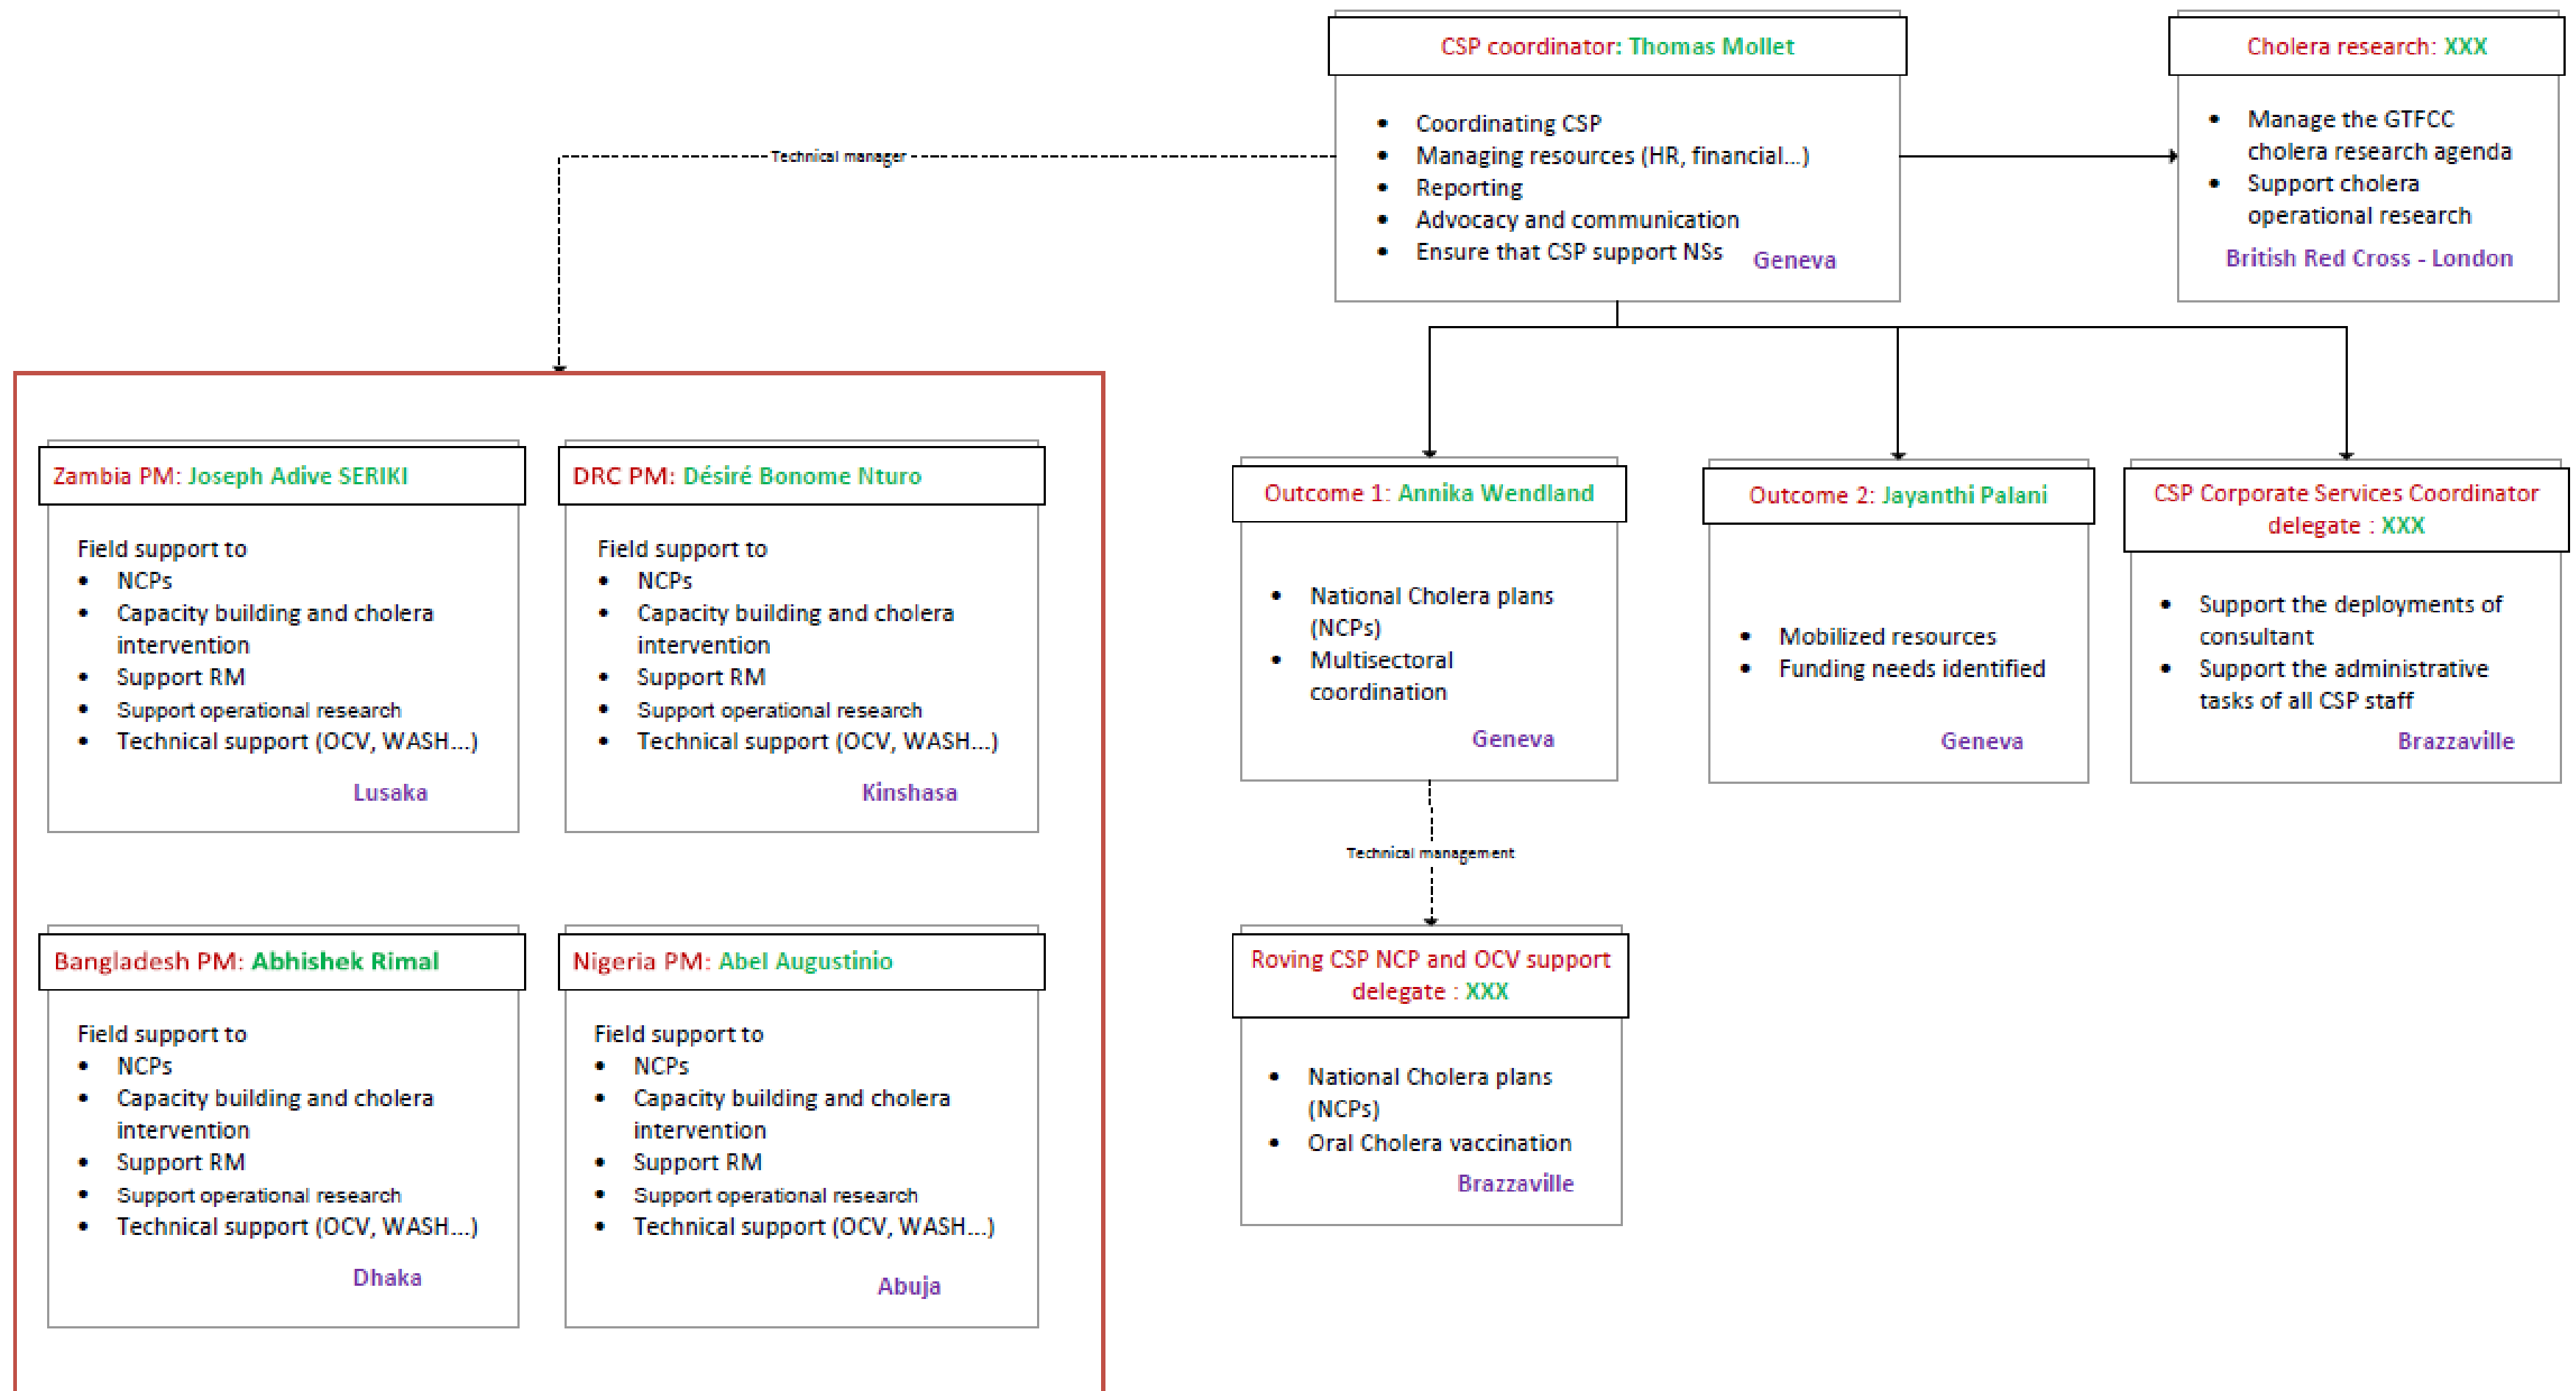 CSP coordinator: Thomas Mollet
• Coordinating CSP
• Managing resources (HR, financial...)
• Reporting
• Advocacy and communication
• Ensure that CSP support NSs
Geneva
Cholera research: XXX
• Manage the GTFCC
cholera research agenda
• Support cholera
operational research
British Red Cross - London
Technical manager
Zambia PM: Joseph Adive SERIKI
Field support to
• NCPs
• Capacity building and cholera
intervention
• Support RM
• Support operational research
• Technical support (OCV, WASH...)
Lusaka
DRC PM: Désiré Bonome Nturo
Field support to
• NCPs
• Capacity building and cholera
intervention
• Support RM
• Support operational research
• Technical support (OCV, WASH...)
Kinshasa
Outcome 1: Annika Wendland
• National Cholera plans
(NCPs)
• Multisectoral
coordination
Geneva
Outcome 2: Jayanthi Palani
• Mobilized resources
• Funding needs identified
Geneva
CSP Corporate Services Coordinator
delegate : XXX
• Support the deployments of
consultant
• Support the administrative
tasks of all CSP staff
Brazzaville
Technical management
Bangladesh PM: Abhishek Rimal
Field support to
• NCPs
• Capacity building and cholera
intervention
• Support RM
• Support operational research
• Technical support (OCV, WASH...)
Dhaka
Nigeria PM: Abel Augustinio
Field support to
• NCPs
• Capacity building and cholera
intervention
• Support RM
• Support operational research
• Technical support (OCV, WASH...)
Abuja
Roving CSP NCP and OCV support
delegate : XXX
• National Cholera plans
(NCPs)
• Oral Cholera vaccination
Brazzaville